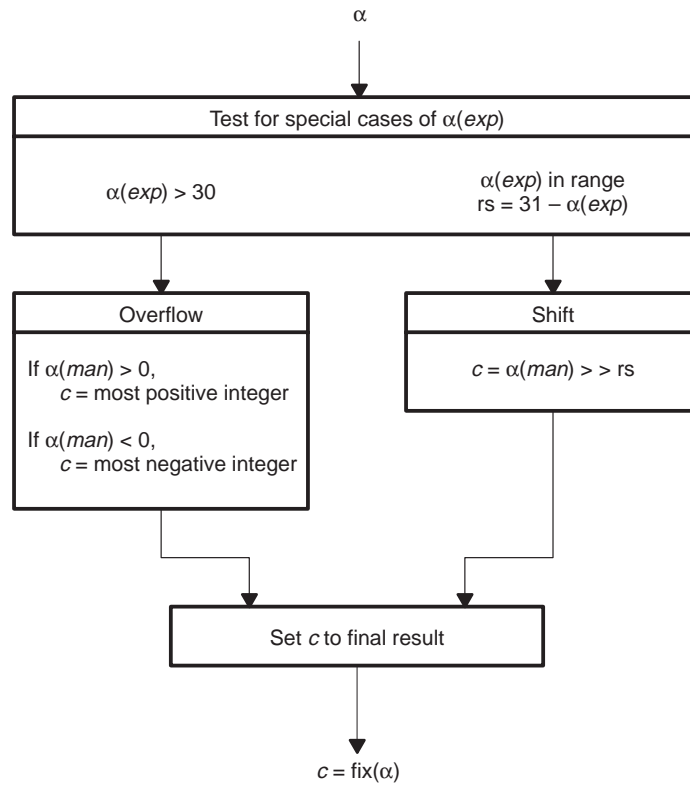 α
Test for special cases of α(exp)
α(exp) > 30
α(exp) in range
rs = 31 – α(exp)
Overflow
If α(man) > 0,
c = most positive integer
If α(man) < 0,
c = most negative integer
Shift
c = α(man) > > rs
Set c to final result
c = fix(α)